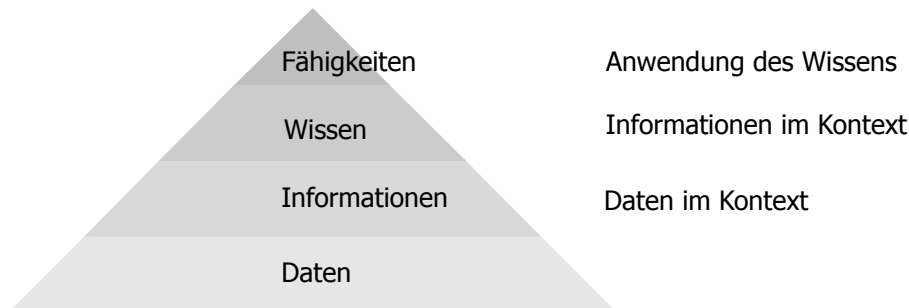 Fähigkeiten Anwendung des Wissens
Wissen Informationen im Kontext
Informationen Daten im Kontext
Daten